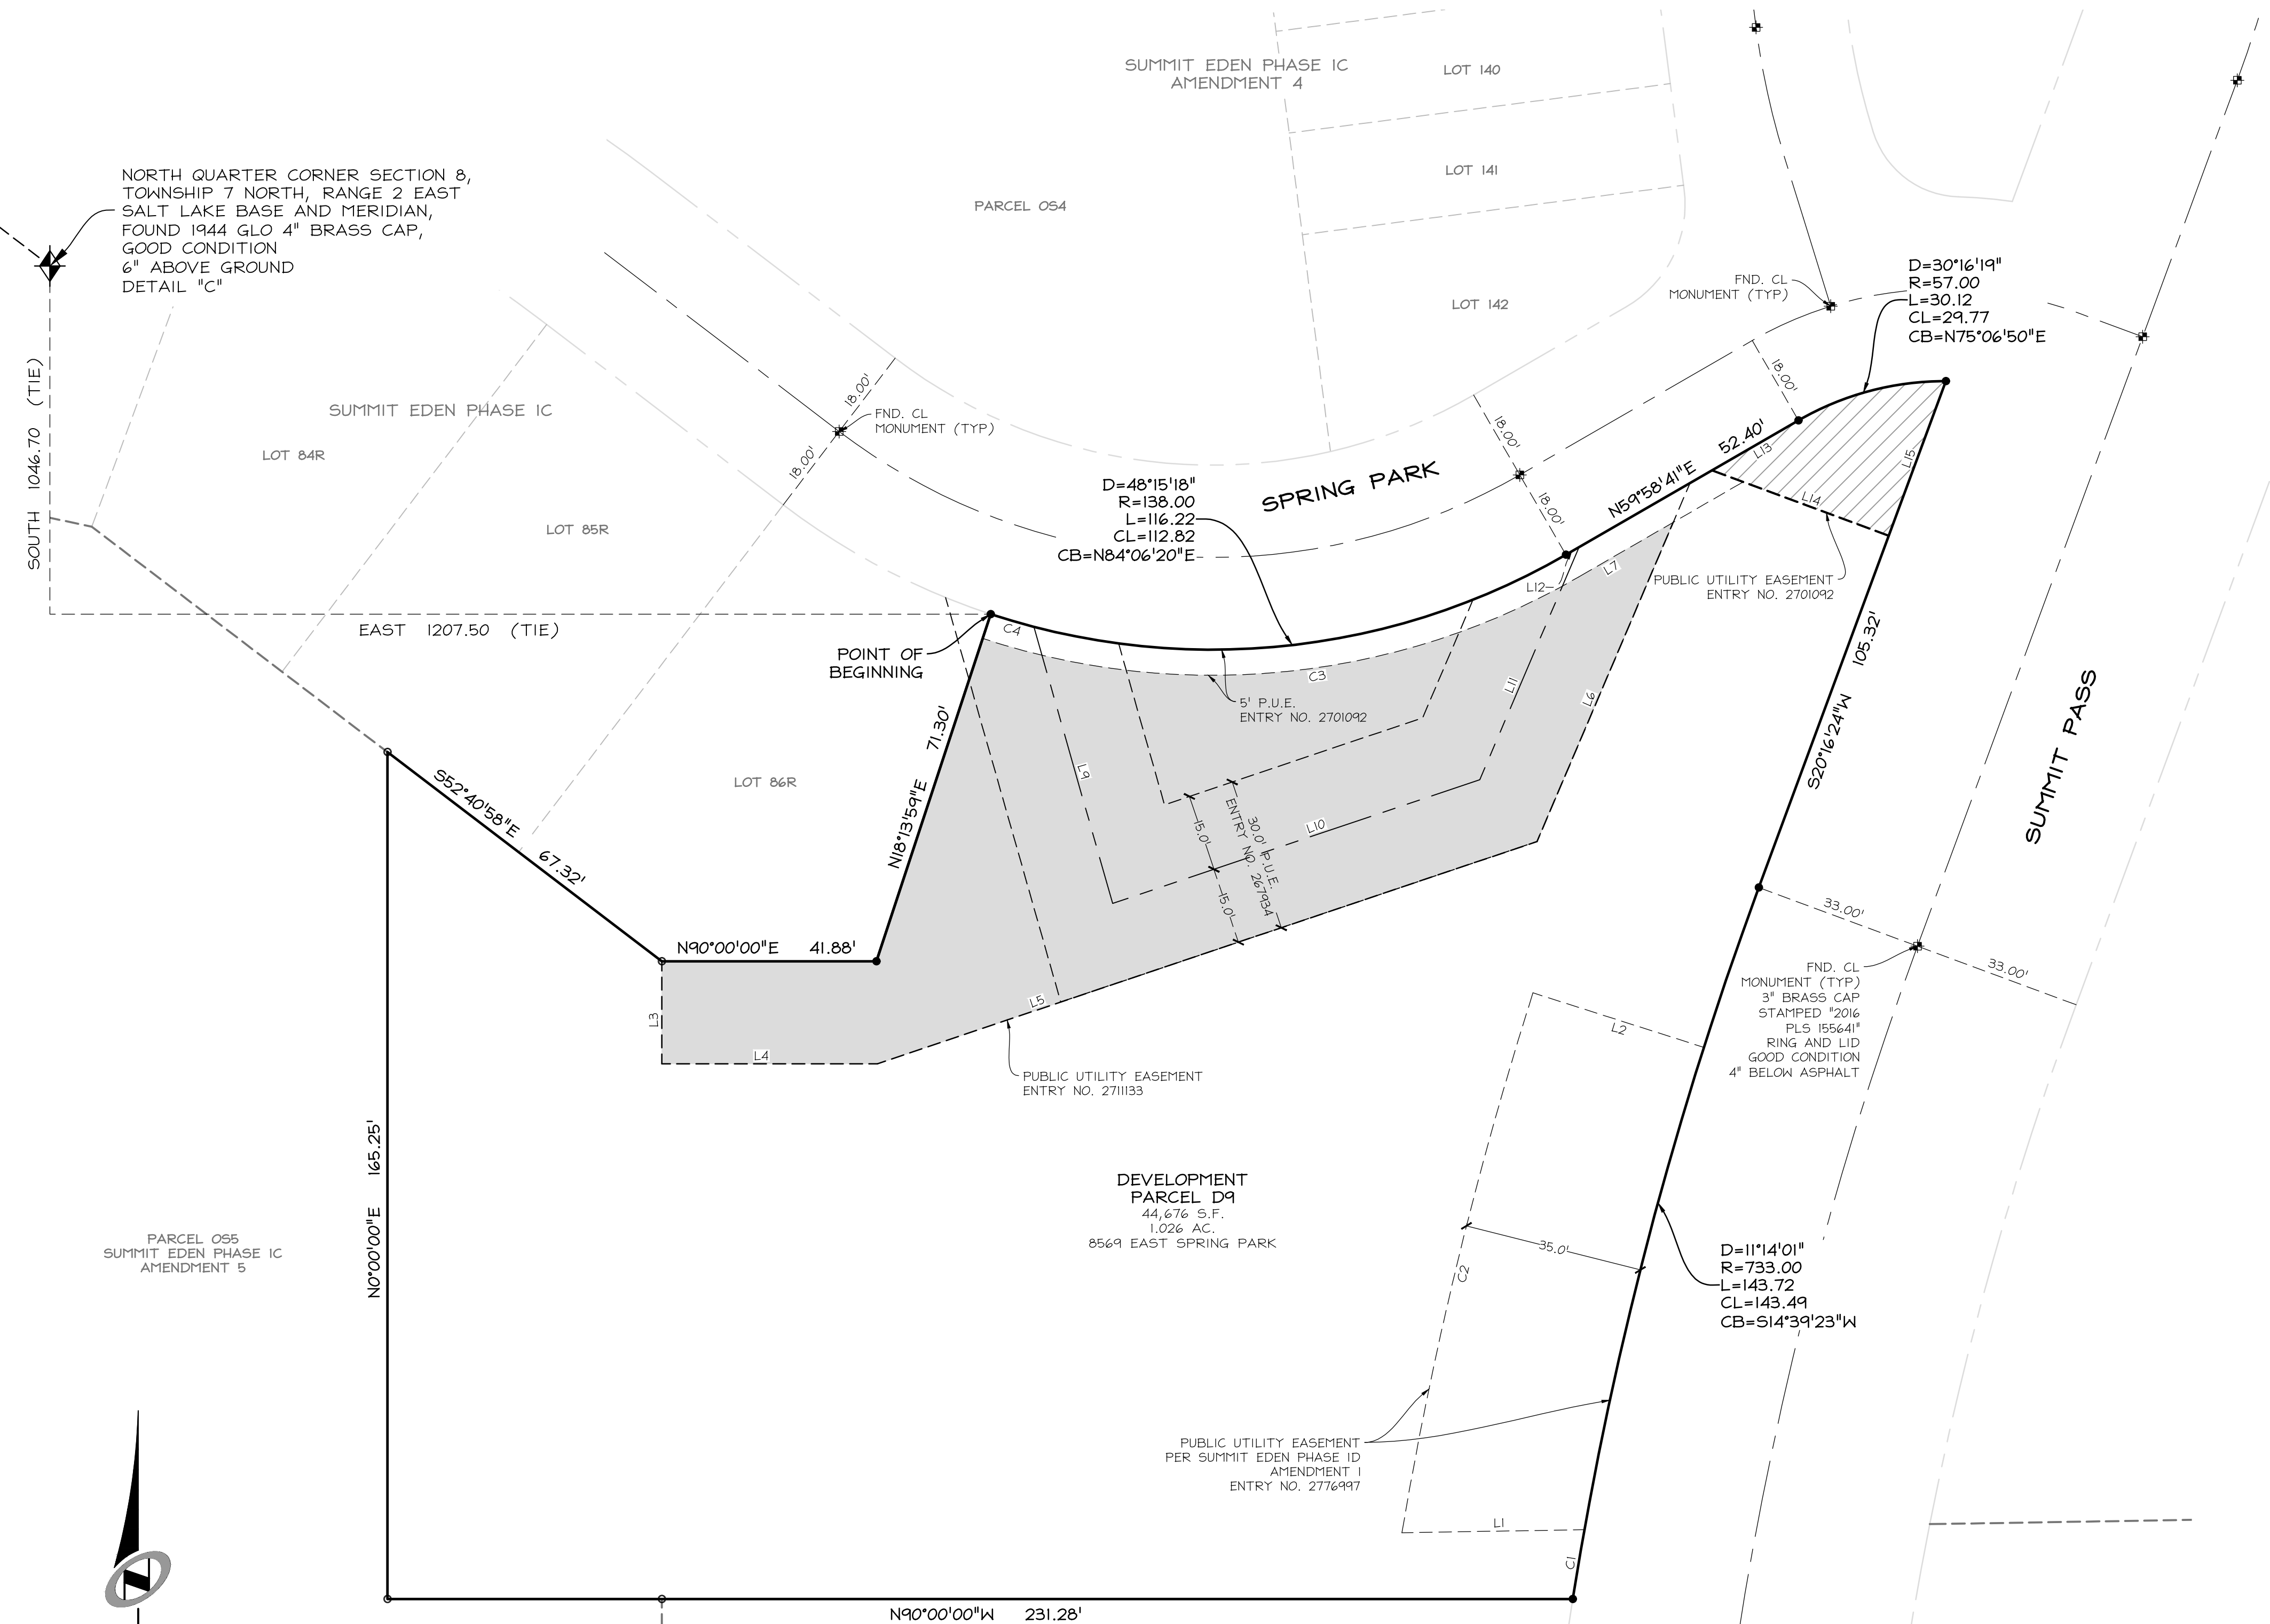 SUMMIT EDEN PHASE 1C
AMENDMENT 4
LOT 140
LOT 141
LOT 142
PARCEL OS4
NORTH QUARTER CORNER SECTION 8,
TOWNSHIP 7 NORTH, RANGE 2 EAST
SALT LAKE BASE AND MERIDIAN,
FOUND 1944 GLO 4" BRASS CAP,
GOOD CONDITION
6" ABOVE GROUND
DETAIL "C"
SOUTH 1046.70 (TIE)
EAST 1207.50 (TIE)
SUMMIT EDEN PHASE 1C
LOT 84R
LOT 85R
LOT 86R
18.00'
18.00'
FND. CL
MONUMENT (TYP)
D=48°15'18"
R=138.00
L=116.22
CL=112.82
CB=N84°06'20"E
SPRING PARK
18.00'
18.00'
FND. CL
MONUMENT (TYP)
18.00'
D=30°16'19"
R=57.00
L=30.12
CL=29.77
CB=N75°06'50"E
N59°58'41"E 52.40'
L13
L14
L15
PUBLIC UTILITY EASEMENT
ENTRY NO. 2701092
L12
L7
POINT OF
BEGINNING
C4
C3
5' P.U.E.
ENTRY NO. 2701092
L11
L6
L9
L10
15.0'
15.0'
30.0' P.U.E.
ENTRY NO. 267934
N18°13'59"E 71.30'
S52°40'58"E 67.32'
N90°00'00"E 41.88'
L3
L4
L5
PUBLIC UTILITY EASEMENT
ENTRY NO. 2711133
S20°16'24"W 105.32'
SUMMIT PASS
33.00'
33.00'
FND. CL
MONUMENT (TYP)
3" BRASS CAP
STAMPED "2016
PLS 155641"
RING AND LID
GOOD CONDITION
4" BELOW ASPHALT
L2
N0°00'00"E 165.25'
DEVELOPMENT
PARCEL D9
44,676 S.F.
1.026 AC.
8569 EAST SPRING PARK
PARCEL OS5
SUMMIT EDEN PHASE 1C
AMENDMENT 5
35.0'
C2
D=11°14'01"
R=733.00
L=143.72
CL=143.49
CB=S14°39'23"W
PUBLIC UTILITY EASEMENT
PER SUMMIT EDEN PHASE 1D
AMENDMENT 1
ENTRY NO. 2776997
L1
C1
N
N90°00'00"W 231.28'